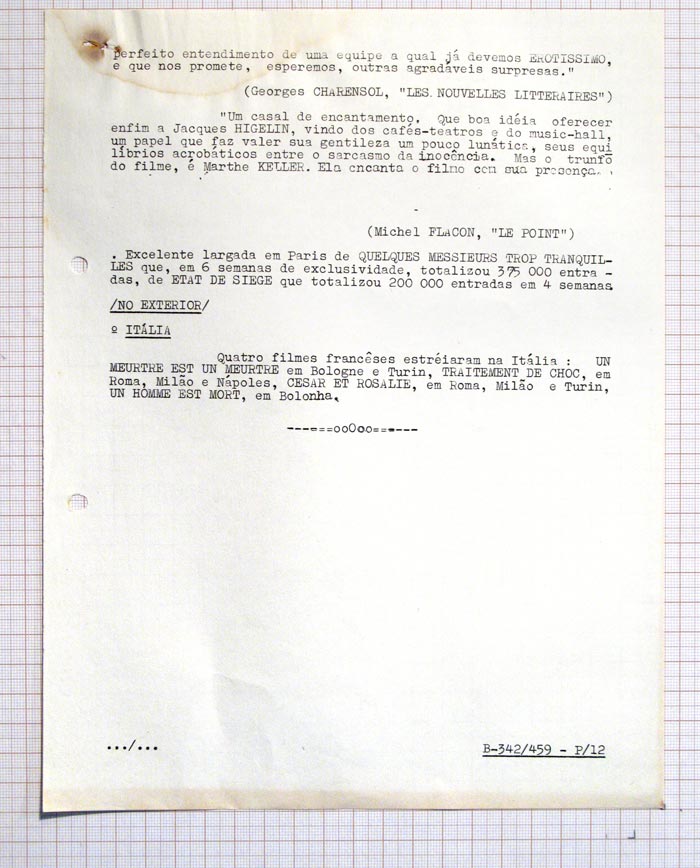 perfeito entendimento de uma equipe a qual já devemos EROTISSIMO,
e que nos promete, esperemos, outras agradáveis surpresas."
(Georges CHARENSOL, "LES NOUVELLES LITTERAIRES")
"Um casal de encantamento. Que boa idéia oferecer
enfim a Jacques HIGELIN, vindo dos cafés-teatros e do music-hall,
um papel que faz valer sua gentileza um pouco lunática, seus equi
líbrios acrobáticos entre o sarcasmo da inocência. Mas o trunfo
do filme, é Marthe KELLER. Ela encanta o filme com sua presença.
(Michel FLACON, "LE POINT")
. Excelente largada em Paris de QUELQUES MESSIEURS TROP TRANQUIL-
LES que, em 6 semanas de exclusividade, totalizou 375 000 entra -
das, de ETAT DE SIEGE que totalizou 200 000 entradas em 4 semanas
/NO EXTERIOR/
º ITÁLIA
Quatro filmes francêses estréiaram na Itália : UN
MEURTRE EST UN MEURTRE em Bologne e Turin, TRAITEMENT DE CHOC, em
Roma, Milão e Nápoles, CESAR ET ROSALIE, em Roma, Milão e Turin,
UN HOMME EST MORT, em Bolonha.
---===ooOoo===---
.../...
B-342/459 - P/12